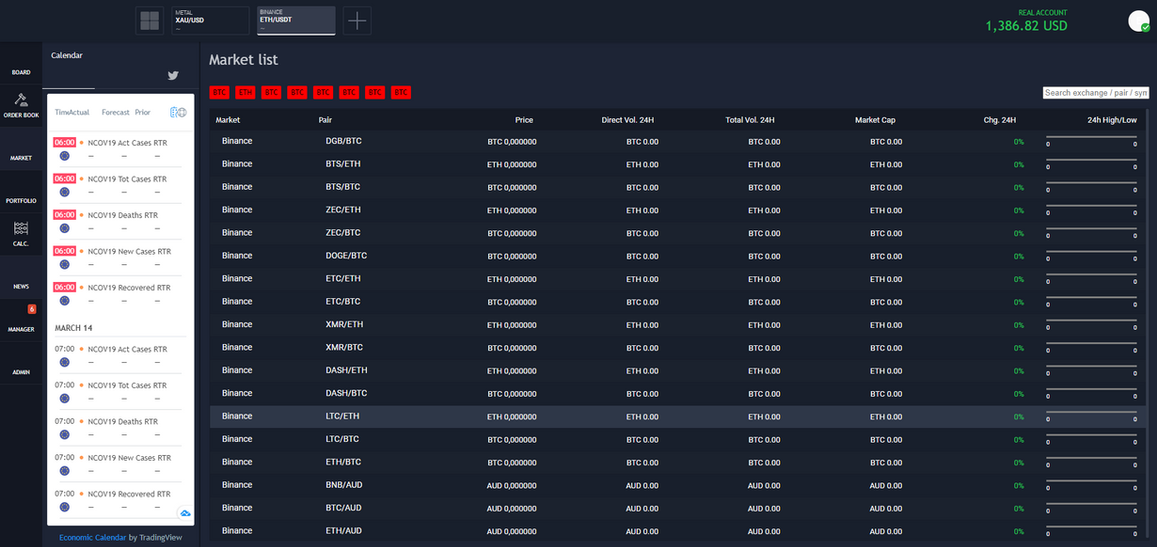 METAL
XAU/USD
--
BINANCE
ETH/USDT
--
REAL ACCOUNT
1,386.82 USD
BOARD
ORDER BOOK
MARKET
PORTFOLIO
CALC.
NEWS
6
MANAGER
ADMIN
Calendar
Time Actual Forecast Prior
06:00 NCOV19 Act Cases RTR
— — —
06:00 NCOV19 Tot Cases RTR
— — —
06:00 NCOV19 Deaths RTR
— — —
06:00 NCOV19 New Cases RTR
— — —
06:00 NCOV19 Recovered RTR
— — —
MARCH 14
07:00 NCOV19 Act Cases RTR
— — —
07:00 NCOV19 Tot Cases RTR
— — —
07:00 NCOV19 Deaths RTR
— — —
07:00 NCOV19 New Cases RTR
— — —
07:00 NCOV19 Recovered RTR
— — —
Economic Calendar by TradingView
Market list
BTC ETH BTC BTC BTC BTC BTC BTC
Search exchange / pair / sym
Market Pair Price Direct Vol. 24H Total Vol. 24H Market Cap Chg. 24H 24h High/Low
Binance DGB/BTC BTC 0,000000 BTC 0.00 BTC 0.00 BTC 0.00 0% 0 0
Binance BTS/ETH ETH 0,000000 ETH 0.00 ETH 0.00 ETH 0.00 0% 0 0
Binance BTS/BTC BTC 0,000000 BTC 0.00 BTC 0.00 BTC 0.00 0% 0 0
Binance ZEC/ETH ETH 0,000000 ETH 0.00 ETH 0.00 ETH 0.00 0% 0 0
Binance ZEC/BTC BTC 0,000000 BTC 0.00 BTC 0.00 BTC 0.00 0% 0 0
Binance DOGE/BTC BTC 0,000000 BTC 0.00 BTC 0.00 BTC 0.00 0% 0 0
Binance ETC/ETH ETH 0,000000 ETH 0.00 ETH 0.00 ETH 0.00 0% 0 0
Binance ETC/BTC BTC 0,000000 BTC 0.00 BTC 0.00 BTC 0.00 0% 0 0
Binance XMR/ETH ETH 0,000000 ETH 0.00 ETH 0.00 ETH 0.00 0% 0 0
Binance XMR/BTC BTC 0,000000 BTC 0.00 BTC 0.00 BTC 0.00 0% 0 0
Binance DASH/ETH ETH 0,000000 ETH 0.00 ETH 0.00 ETH 0.00 0% 0 0
Binance DASH/BTC BTC 0,000000 BTC 0.00 BTC 0.00 BTC 0.00 0% 0 0
Binance LTC/ETH ETH 0,000000 ETH 0.00 ETH 0.00 ETH 0.00 0% 0 0
Binance LTC/BTC BTC 0,000000 BTC 0.00 BTC 0.00 BTC 0.00 0% 0 0
Binance ETH/BTC BTC 0,000000 BTC 0.00 BTC 0.00 BTC 0.00 0% 0 0
Binance BNB/AUD AUD 0,000000 AUD 0.00 AUD 0.00 AUD 0.00 0% 0 0
Binance BTC/AUD AUD 0,000000 AUD 0.00 AUD 0.00 AUD 0.00 0% 0 0
Binance ETH/AUD AUD 0,000000 AUD 0.00 AUD 0.00 AUD 0.00 0% 0 0